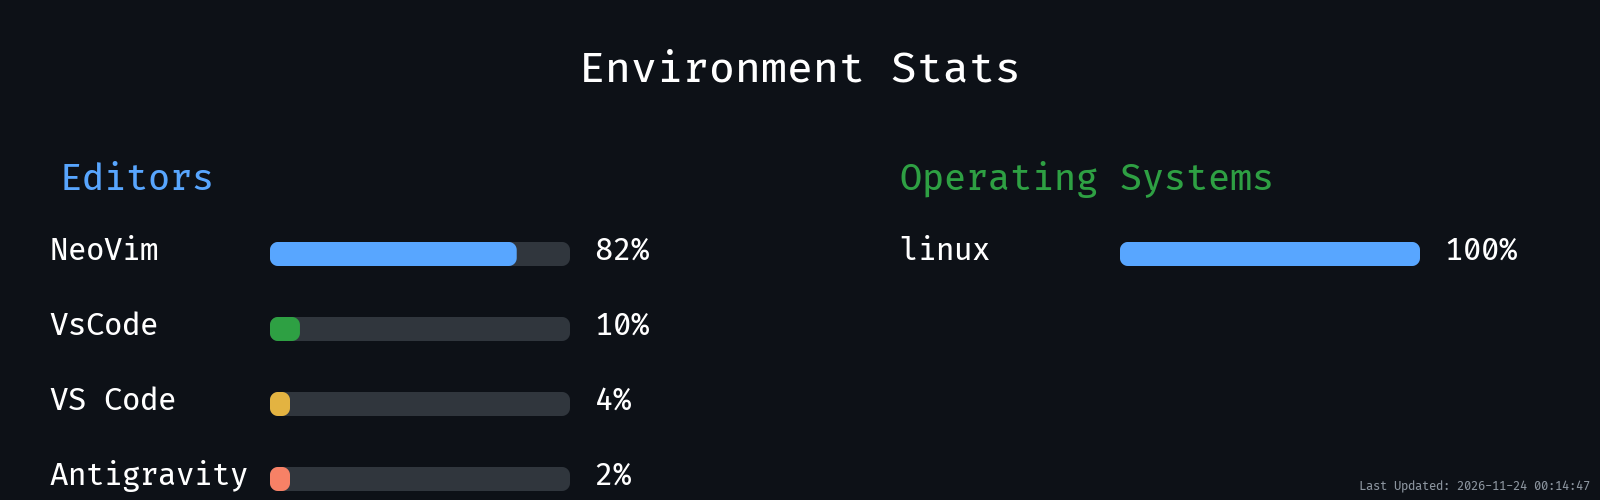 Environment Stats
Editors
NeoVim 82%
VsCode 10%
VS Code 4%
Antigravity 2%
Operating Systems
linux 100%
Last Updated: 2026-11-24 00:14:47